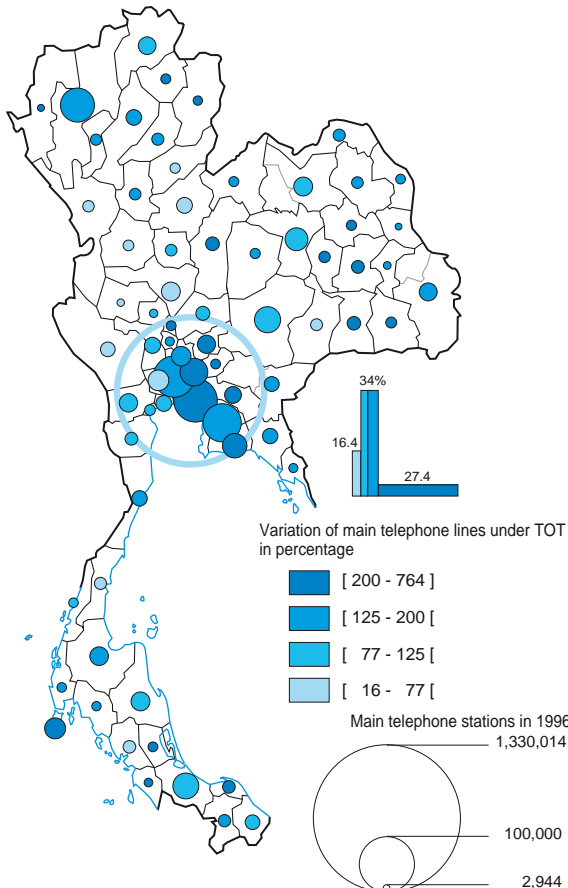 34%
16.4
27.4
Variation of main telephone lines under TOT
in percentage
[ 200 - 764 ]
[ 125 - 200 [
[ 77 - 125 [
[ 16 - 77 [
Main telephone stations in 1996
1,330,014
100,000
2,944